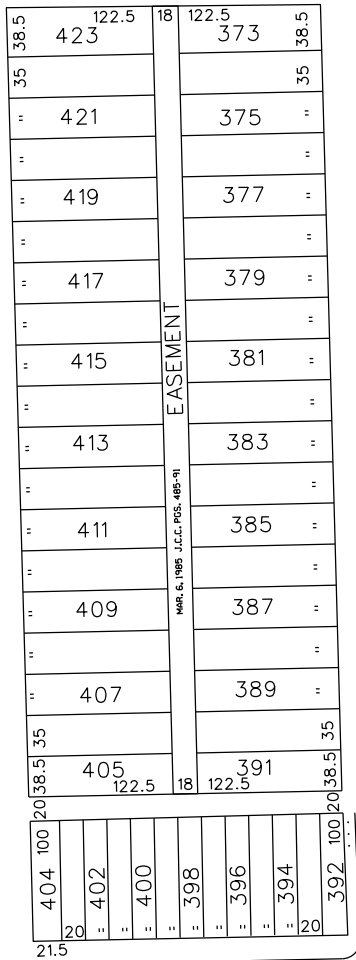 38.5 423 122.5 18 122.5 373 38.5
35 35
" 421 375 "
" "
" 419 377 "
" "
" 417 379 "
" "
" 415 381 "
" "
" 413 383 "
" "
" 411 385 "
" "
" 409 387 "
" "
" 407 389 "
35 35
38.5 405 122.5 18 122.5 391 38.5
EASEMENT
MAR. 6, 1985 J.C.C. PGS. 485-91
20 20
404 100 402 400 398 396 394 392 100
20 " " " " " " " " " 20
21.5